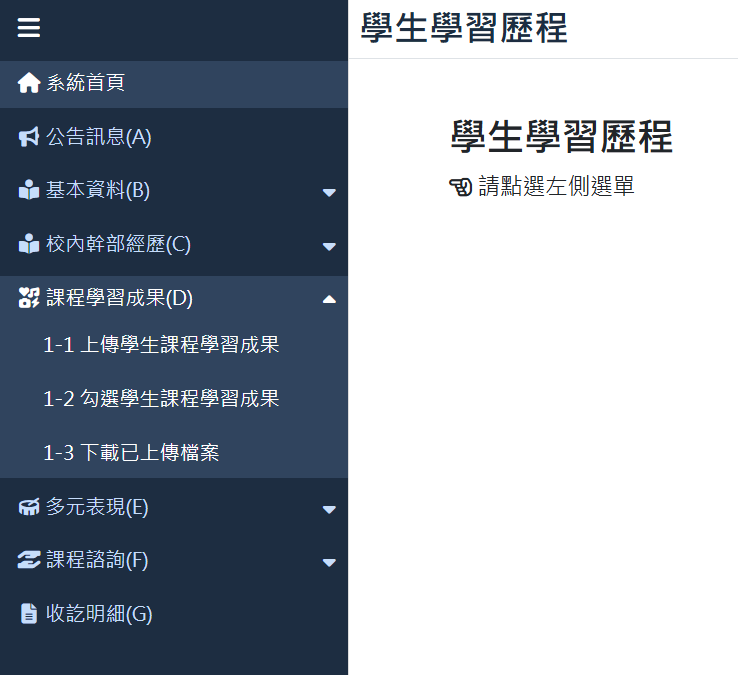 學生學習歷程
系統首頁
公告訊息(A)
基本資料(B)
校內幹部經歷(C)
課程學習成果(D)
1-1 上傳學生課程學習成果
1-2 勾選學生課程學習成果
1-3 下載已上傳檔案
多元表現(E)
課程諮詢(F)
收訖明細(G)
學生學習歷程
請點選左側選單